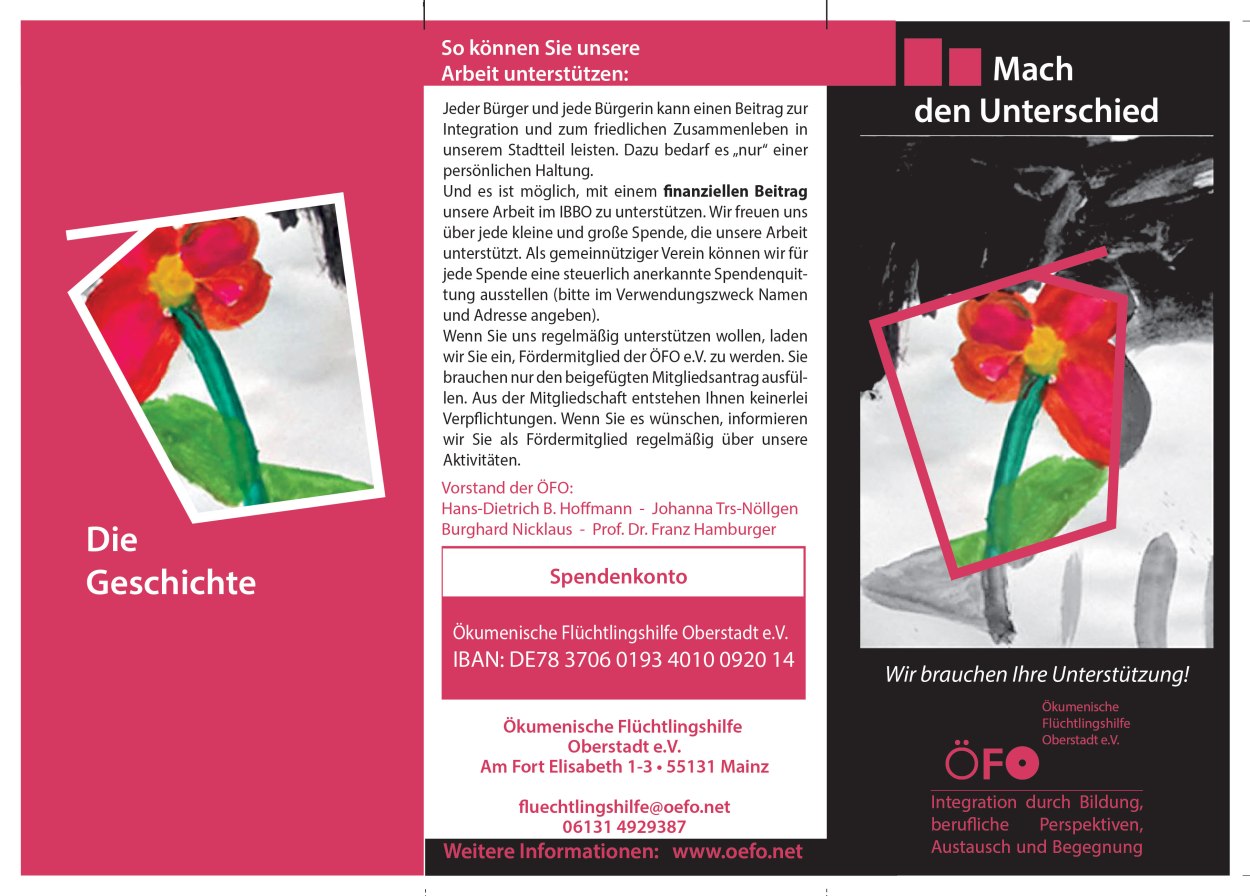 Die
Geschichte
So können Sie unsere
Arbeit unterstützen:
Jeder Bürger und jede Bürgerin kann einen Beitrag zur
Integration und zum friedlichen Zusammenleben in
unserem Stadtteil leisten. Dazu bedarf es „nur“ einer
persönlichen Haltung.
Und es ist möglich, mit einem finanziellen Beitrag
unsere Arbeit im IBBO zu unterstützen. Wir freuen uns
über jede kleine und große Spende, die unsere Arbeit
unterstützt. Als gemeinnütziger Verein können wir für
jede Spende eine steuerlich anerkannte Spendenquit-
tung ausstellen (bitte im Verwendungszweck Namen
und Adresse angeben).
Wenn Sie uns regelmäßig unterstützen wollen, laden
wir Sie ein, Fördermitglied der ÖFO e.V. zu werden. Sie
brauchen nur den beigefügten Mitgliedsantrag ausfül-
len. Aus der Mitgliedschaft entstehen Ihnen keinerlei
Verpflichtungen. Wenn Sie es wünschen, informieren
wir Sie als Fördermitglied regelmäßig über unsere
Aktivitäten.
Vorstand der ÖFO:
Hans-Dietrich B. Hoffmann - Johanna Trs-Nöllgen
Burghard Nicklaus - Prof. Dr. Franz Hamburger
Spendenkonto
Ökumenische Flüchtlingshilfe Oberstadt e.V.
IBAN: DE78 3706 0193 4010 0920 14
Ökumenische Flüchtlingshilfe
Oberstadt e.V.
Am Fort Elisabeth 1-3 • 55131 Mainz
fluechtlingshilfe@oefo.net
06131 4929387
Weitere Informationen: www.oefo.net
Mach
den Unterschied
Wir brauchen Ihre Unterstützung!
Ökumenische
Flüchtlingshilfe
Oberstadt e.V.
ÖFO
Integration durch Bildung,
berufliche Perspektiven,
Austausch und Begegnung